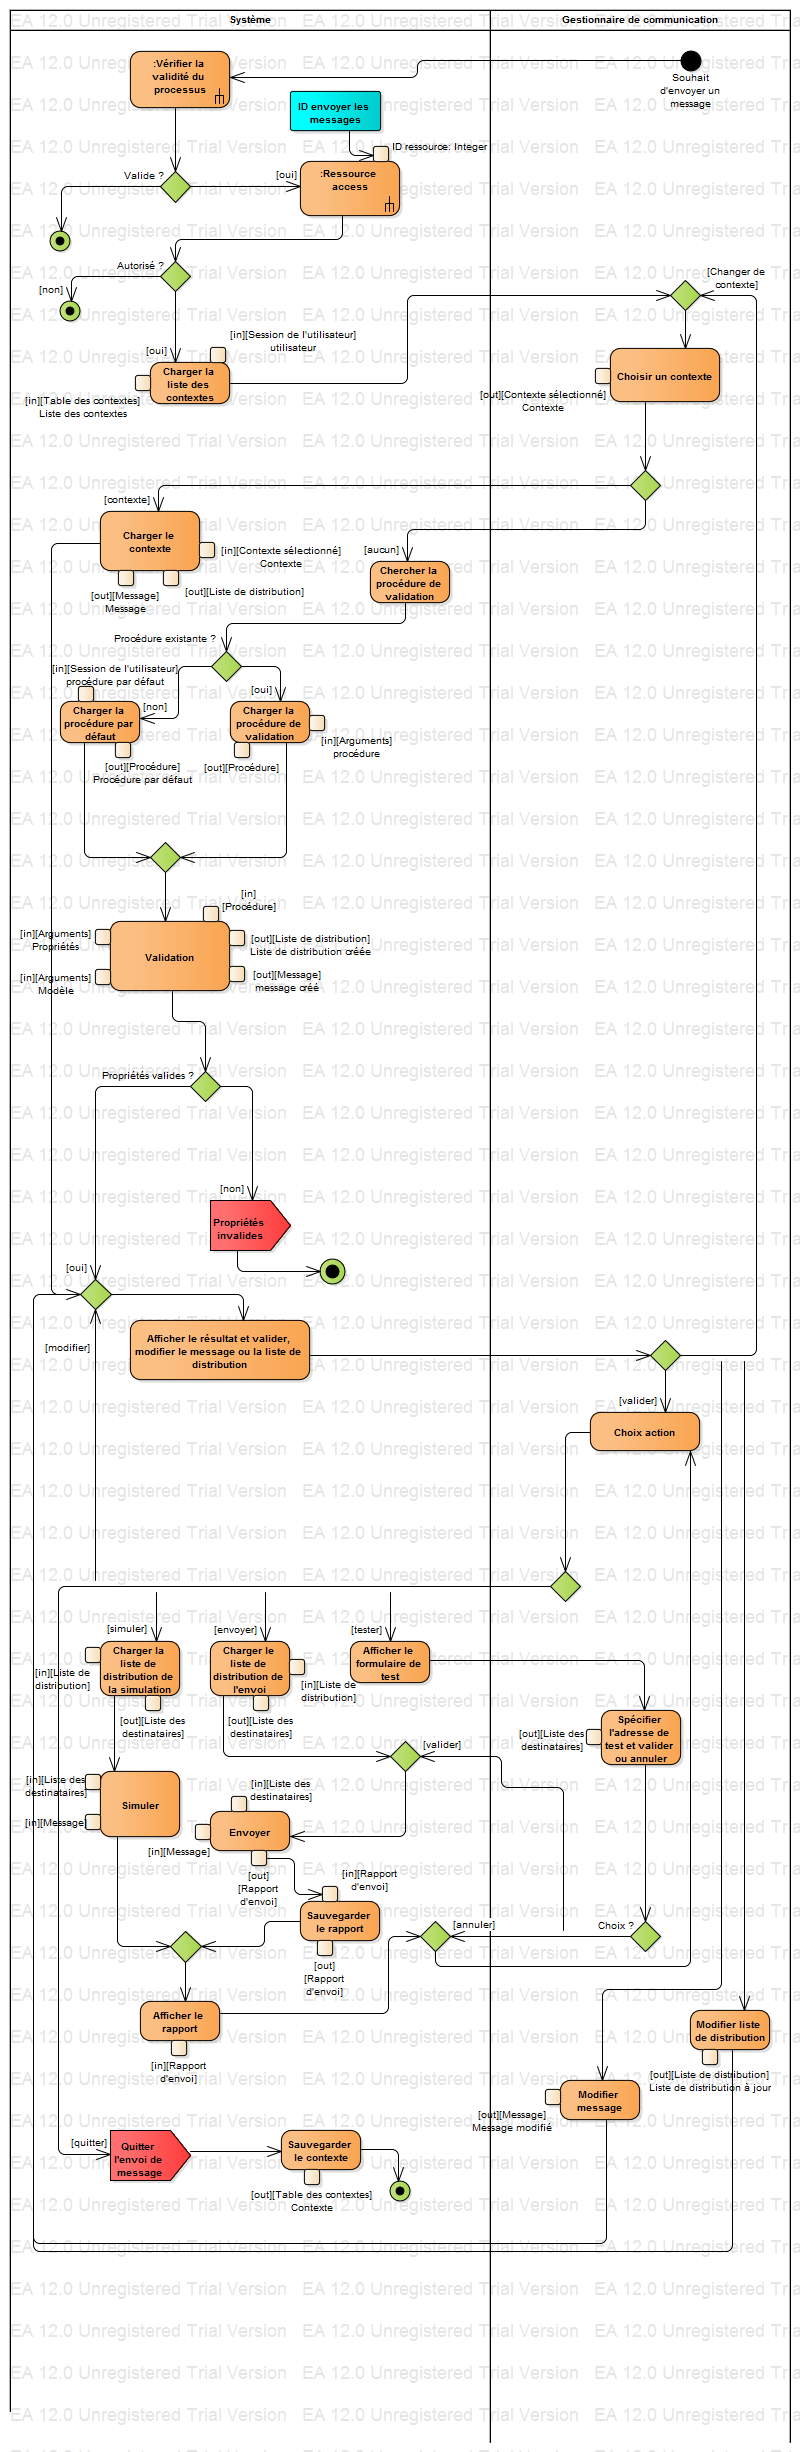 Système
Gestionnaire de communication
EA 12.0 Unregistered Trial Version
:Vérifier la
validité du
processus
Souhait
d'envoyer un
message
ID envoyer les
messages
ID ressource: Integer
Valide ?
[oui]
:Ressource
access
Autorisé ?
[non]
[Changer de
contexte]
[in][Session de l'utilisateur]
utilisateur
[oui]
Charger la
liste des
contextes
[in][Table des contextes]
Liste des contextes
Choisir un contexte
[out][Contexte sélectionné]
Contexte
[contexte]
Charger le
contexte
[in][Contexte sélectionné]
Contexte
[out][Message]
Message
[out][Liste de distribution]
[aucun]
Chercher la
procédure de
validation
Procédure existante ?
[in][Session de l'utilisateur]
procédure par défaut
[non]
[oui]
Charger la
procédure par
défaut
Charger la
procédure de
validation
[in][Arguments]
procédure
[out][Procédure]
Procédure par défaut
[out][Procédure]
[in]
[Procédure]
[in][Arguments]
Propriétés
Validation
[out][Liste de distribution]
Liste de distribution créée
[in][Arguments]
Modèle
[out][Message]
message créé
Propriétés valides ?
[non]
Propriétés
invalides
[oui]
Afficher le résultat et valider,
modifier le message ou la liste de
distribution
[modifier]
[valider]
Choix action
[simuler]
[envoyer]
[tester]
Charger la
liste de
distribution de
la simulation
Charger le
liste de
distribution de
l'envoi
Afficher le
formulaire de
test
[in][Liste de
distribution]
[in][Liste de
distribution]
[out][Liste des
destinataires]
[out][Liste des
destinataires]
[out][Liste des
destinataires]
Spécifier
l'adresse de
test et valider
ou annuler
[valider]
[in][Liste des
destinataires]
Simuler
[in][Message]
[in][Liste des
destinataires]
Envoyer
[in][Message]
[out]
[Rapport
d'envoi]
[in][Rapport
d'envoi]
Sauvegarder
le rapport
[out]
[Rapport
d'envoi]
[annuler]
Choix ?
Afficher le
rapport
[in][Rapport
d'envoi]
Modifier liste
de distribution
[out][Liste de distribution]
Liste de distribution à jour
Modifier
message
[out][Message]
Message modifié
[quitter]
Quitter
l'envoi de
message
Sauvegarder
le contexte
[out][Table des contextes]
Contexte